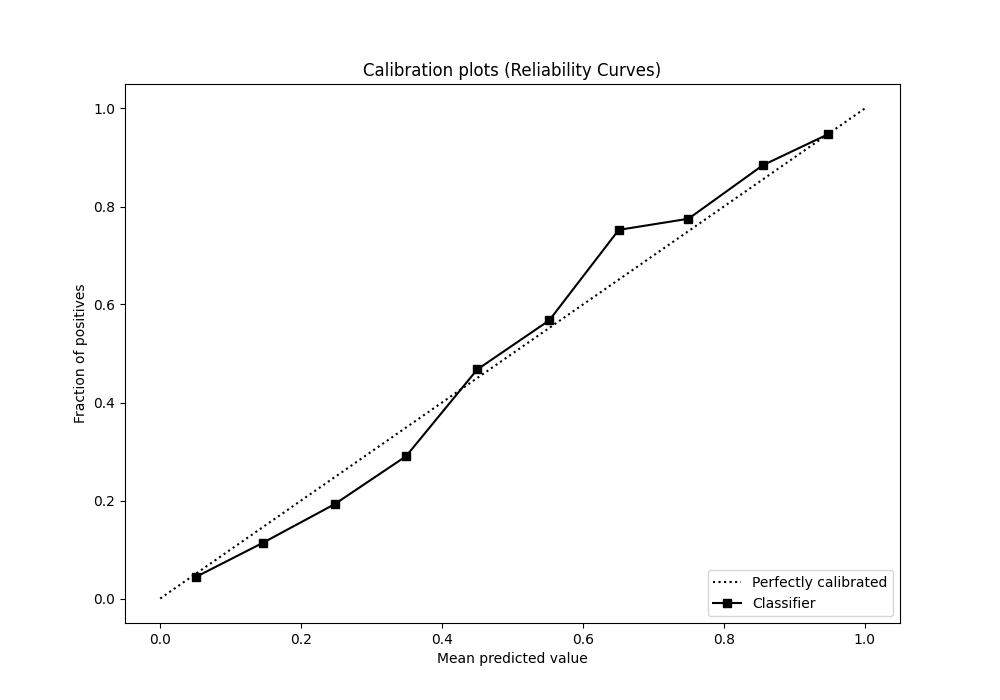 Calibration plots (Reliability Curves)
1.0
0.8
0.6
0.4
0.2
0.0
Fraction of positives
Perfectly calibrated
Classifier
0.0 0.2 0.4 0.6 0.8 1.0
Mean predicted value